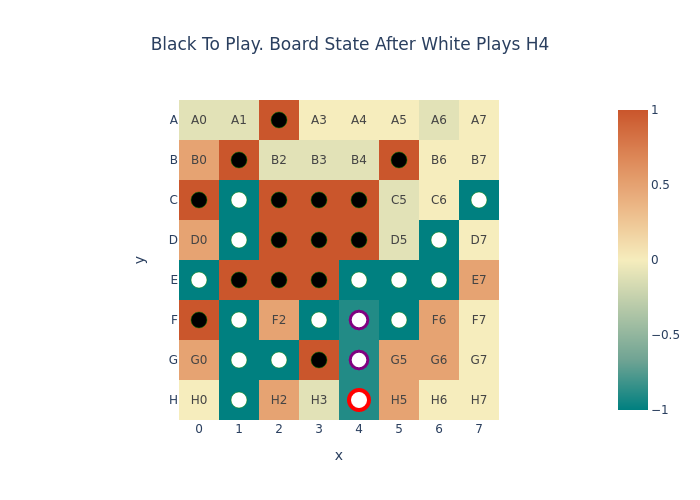 Black To Play. Board State After White Plays H4
A A0 A1 A3 A4 A5 A6 A7
B B0 B2 B3 B4 B6 B7
C C5 C6
D D0 D5 D7
E E7
F F2 F6 F7
G G0 G5 G6 G7
H H0 H2 H3 H5 H6 H7
0 1 2 3 4 5 6 7
x
y
1
0.5
0
−0.5
−1